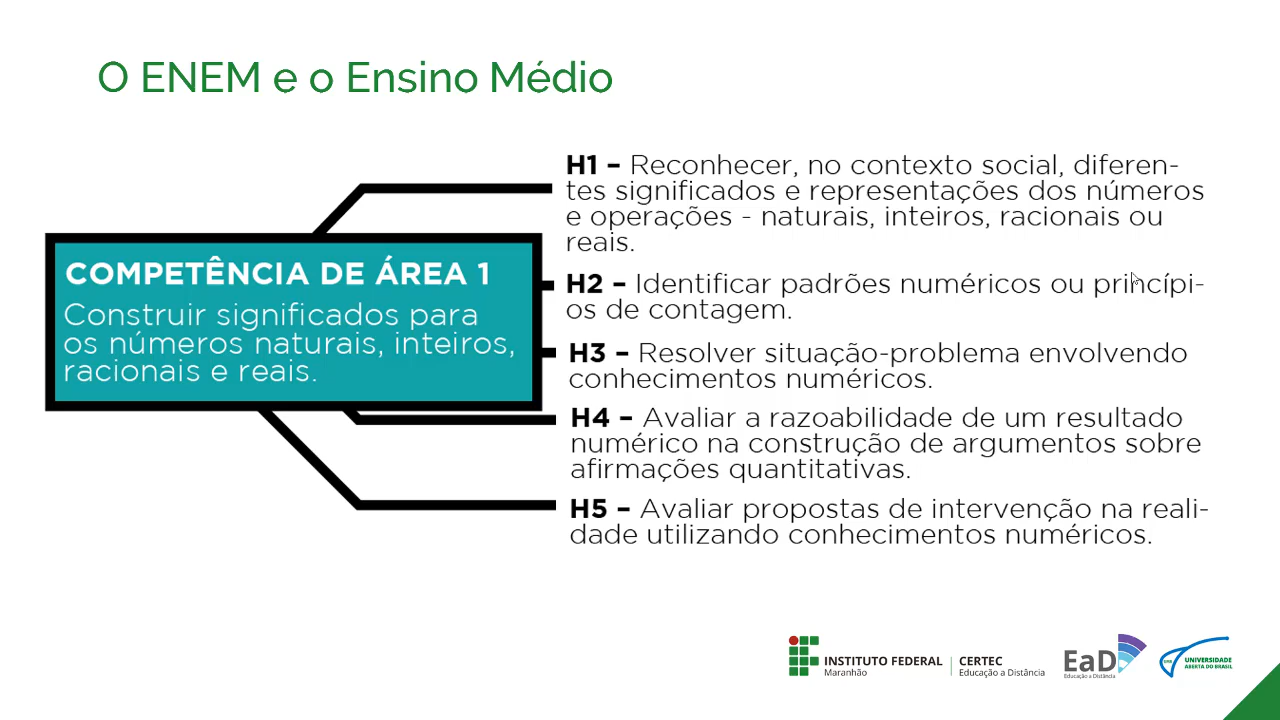 O ENEM e o Ensino Médio
COMPETÊNCIA DE ÁREA 1
Construir significados para
os números naturais, inteiros,
racionais e reais.
H1 – Reconhecer, no contexto social, diferen-
tes significados e representações dos números
e operações - naturais, inteiros, racionais ou
reais.
H2 – Identificar padrões numéricos ou princípi-
os de contagem.
H3 – Resolver situação-problema envolvendo
conhecimentos numéricos.
H4 – Avaliar a razoabilidade de um resultado
numérico na construção de argumentos sobre
afirmações quantitativas.
H5 – Avaliar propostas de intervenção na reali-
dade utilizando conhecimentos numéricos.
INSTITUTO FEDERAL
Maranhão
CERTEC
Educação a Distância
EaD
Educação a Distância
UAB
UNIVERSIDADE
ABERTA DO BRASIL